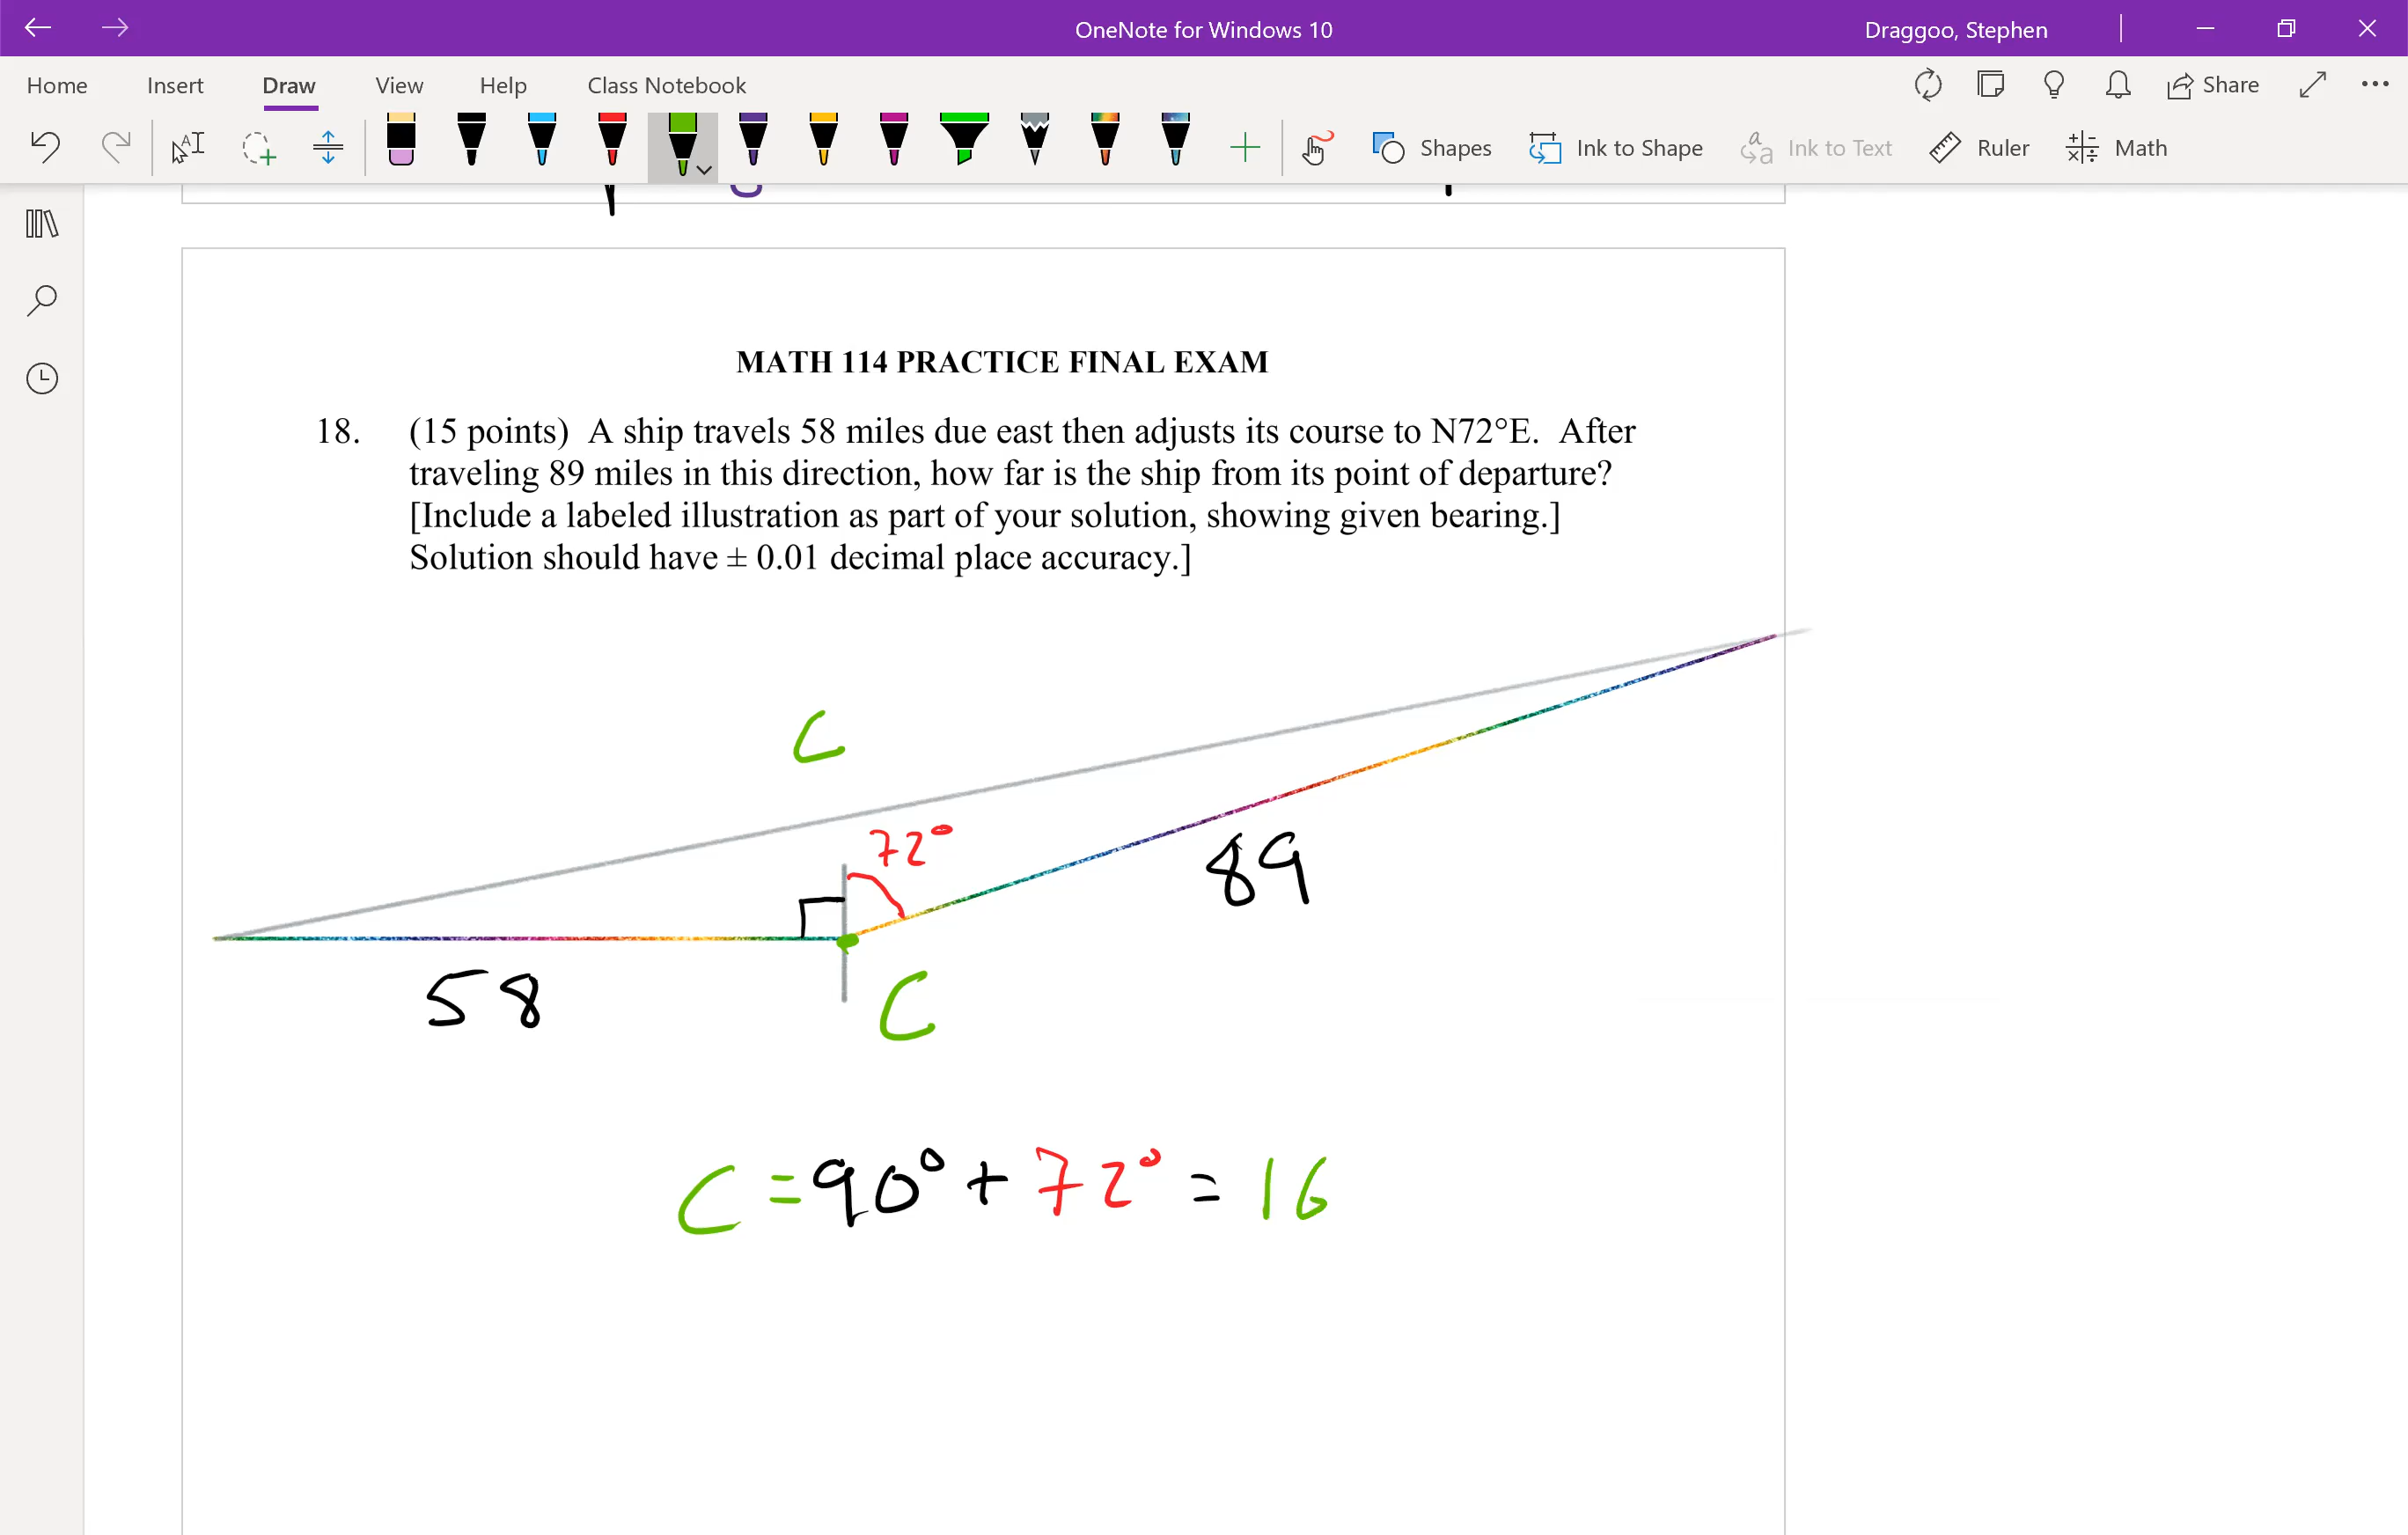 OneNote for Windows 10
Draggoo, Stephen
Home Insert Draw View Help Class Notebook Share
Shapes Ink to Shape Ink to Text Ruler Math
MATH 114 PRACTICE FINAL EXAM
18. (15 points) A ship travels 58 miles due east then adjusts its course to N72°E. After
traveling 89 miles in this direction, how far is the ship from its point of departure?
[Include a labeled illustration as part of your solution, showing given bearing.]
Solution should have ± 0.01 decimal place accuracy.]
C
72°
89
58
C
C = 90° + 72° = 16